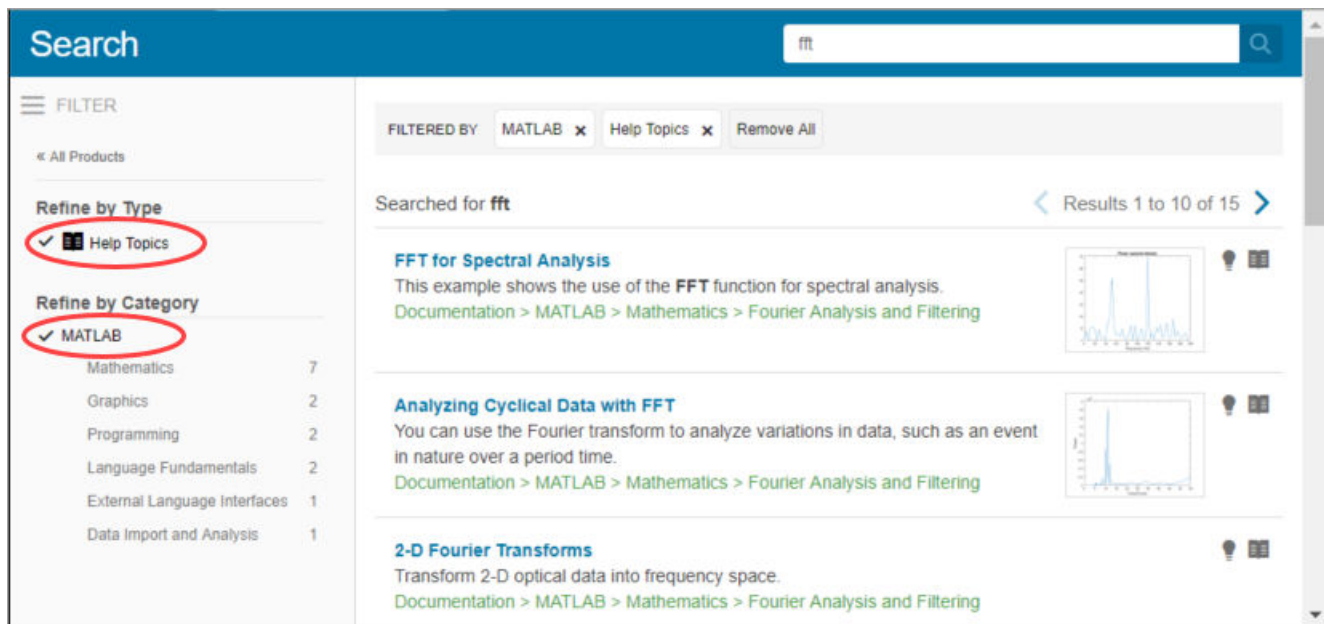 Search
fft
FILTER
FILTERED BY MATLAB x Help Topics x Remove All
« All Products
Refine by Type
Help Topics
Refine by Category
MATLAB
Mathematics 7
Graphics 2
Programming 2
Language Fundamentals 2
External Language Interfaces 1
Data Import and Analysis 1
Searched for fft
Results 1 to 10 of 15
FFT for Spectral Analysis
This example shows the use of the FFT function for spectral analysis.
Documentation > MATLAB > Mathematics > Fourier Analysis and Filtering
Analyzing Cyclical Data with FFT
You can use the Fourier transform to analyze variations in data, such as an event
in nature over a period time.
Documentation > MATLAB > Mathematics > Fourier Analysis and Filtering
2-D Fourier Transforms
Transform 2-D optical data into frequency space.
Documentation > MATLAB > Mathematics > Fourier Analysis and Filtering